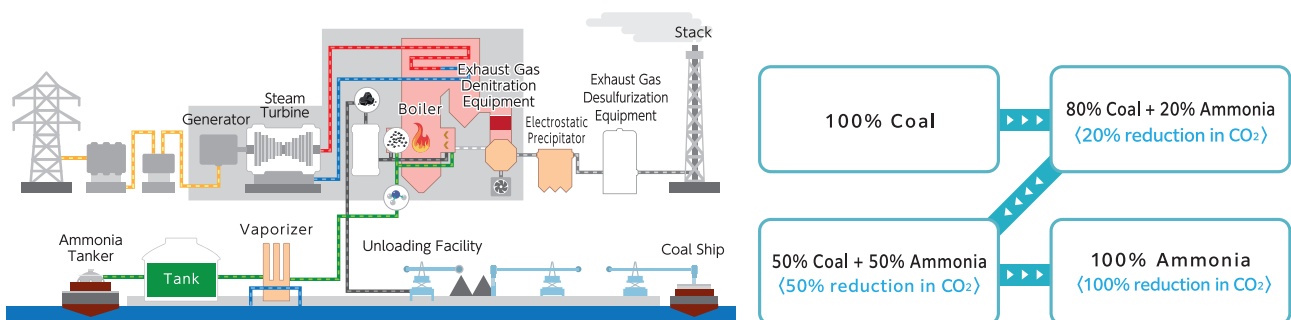 Stack
Exhaust Gas
Denitration
Equipment
Exhaust Gas
Desulfurization
Equipment
Steam
Turbine
Boiler
Generator
Electrostatic
Precipitator
Ammonia
Tanker
Vaporizer
Unloading Facility
Coal Ship
Tank
100% Coal
80% Coal + 20% Ammonia
〈20% reduction in CO₂〉
50% Coal + 50% Ammonia
〈50% reduction in CO₂〉
100% Ammonia
〈100% reduction in CO₂〉